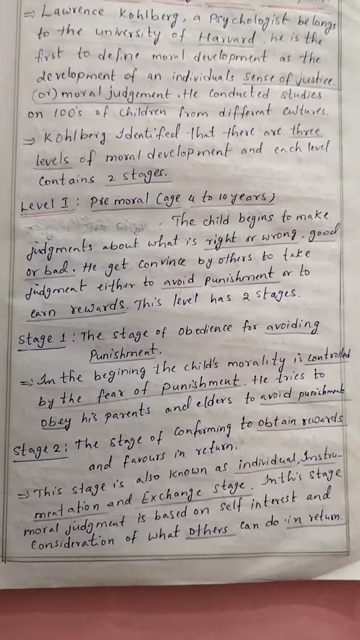 ⇒ Lawrence Kohlberg, a Psychologist belongs
to the university of Harvard. he is the
first to define moral development as the
development of an individuals sense of justice
(or) moral judgement. He conducted studies
on 100's of children from different cultures.
⇒ Kohlberg Identified that there are three
levels of moral development and each level
contains 2 stages.
Level I : Pre moral (age 4 to 10 years)
The child begins to make
judgments about what is right or wrong. good
or bad. He get convince by others to take
judgment either to avoid punishment or to
earn rewards. This level has 2 stages.
Stage 1 : The stage of obedience for avoiding
Punishment.
⇒ In the begining the child's morality is controlled
by the fear of punishment. He tries to
obey his parents and elders to avoid punishment
Stage 2 : The stage of conforming to obtain rewards
and favours in return.
⇒ This stage is also known as individual, Instru-
mentation and Exchange stage. In this stage
moral judgment is based on self interest and
consideration of what others can do in return.